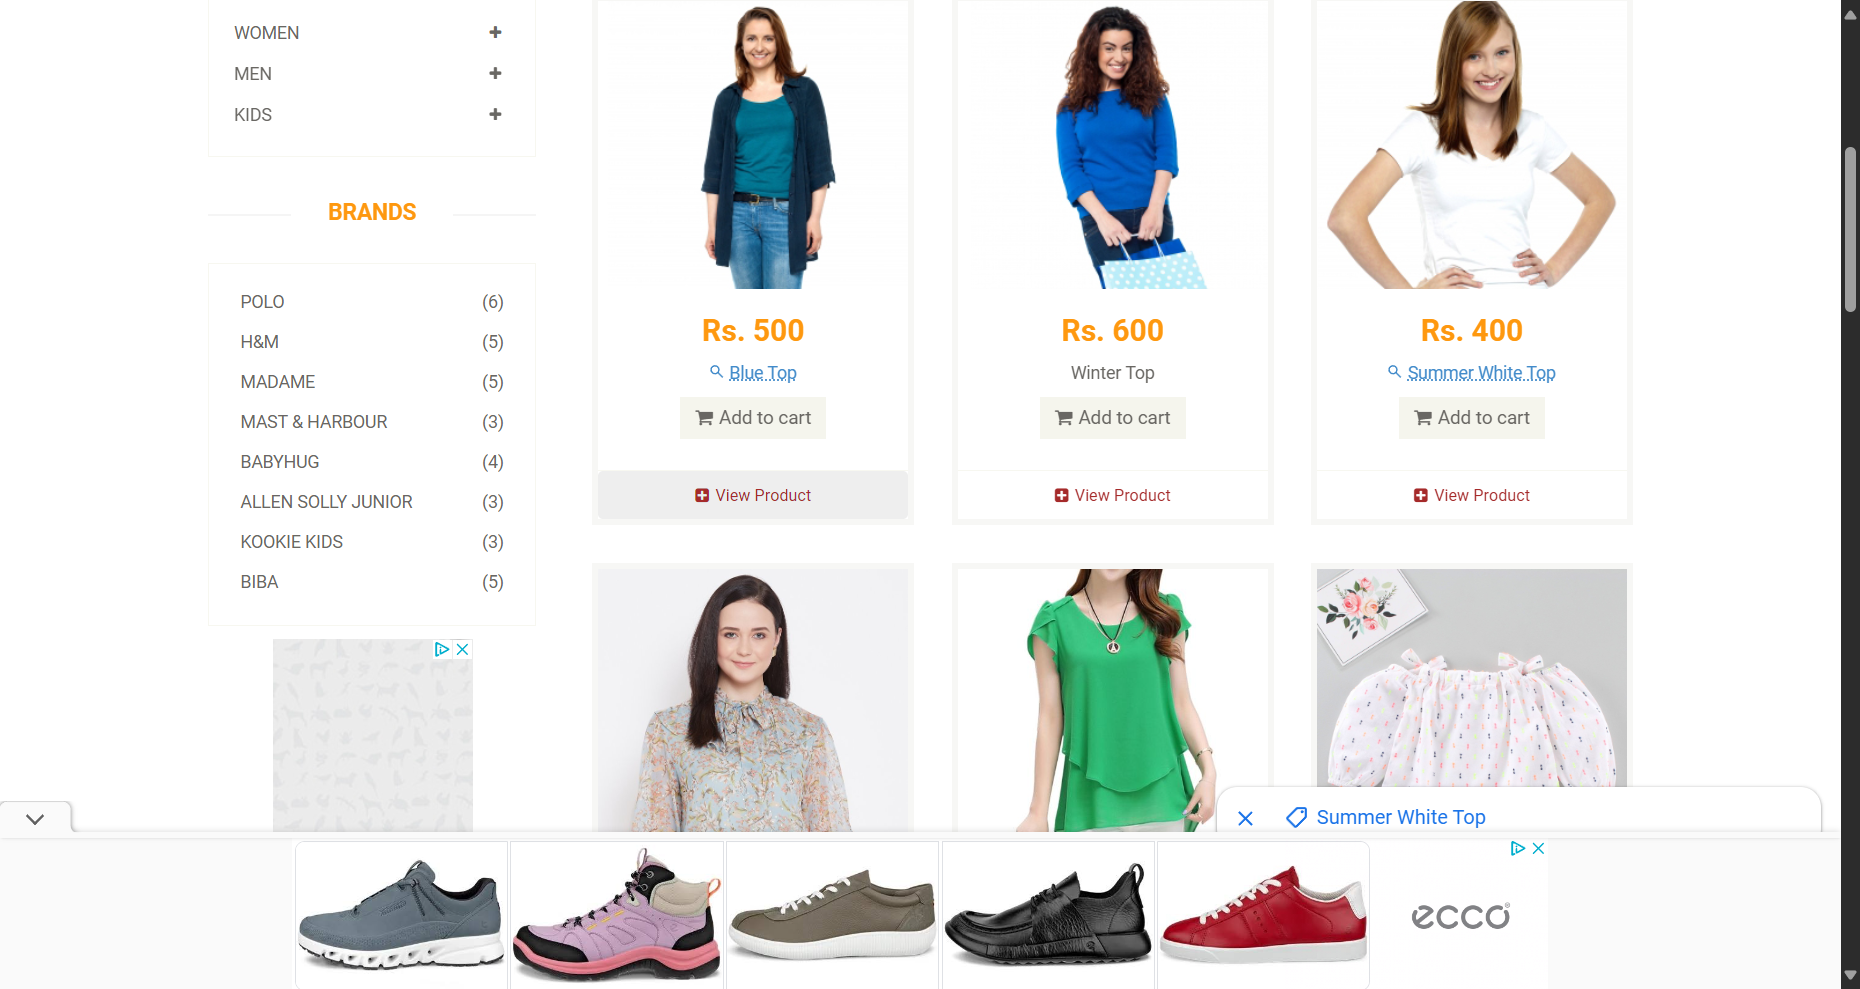 WOMEN
MEN
KIDS
BRANDS
POLO (6)
H&M (5)
MADAME (5)
MAST & HARBOUR (3)
BABYHUG (4)
ALLEN SOLLY JUNIOR (3)
KOOKIE KIDS (3)
BIBA (5)
Rs. 500
Blue Top
Add to cart
View Product
Rs. 600
Winter Top
Add to cart
View Product
Rs. 400
Summer White Top
Add to cart
View Product
Summer White Top
ecco